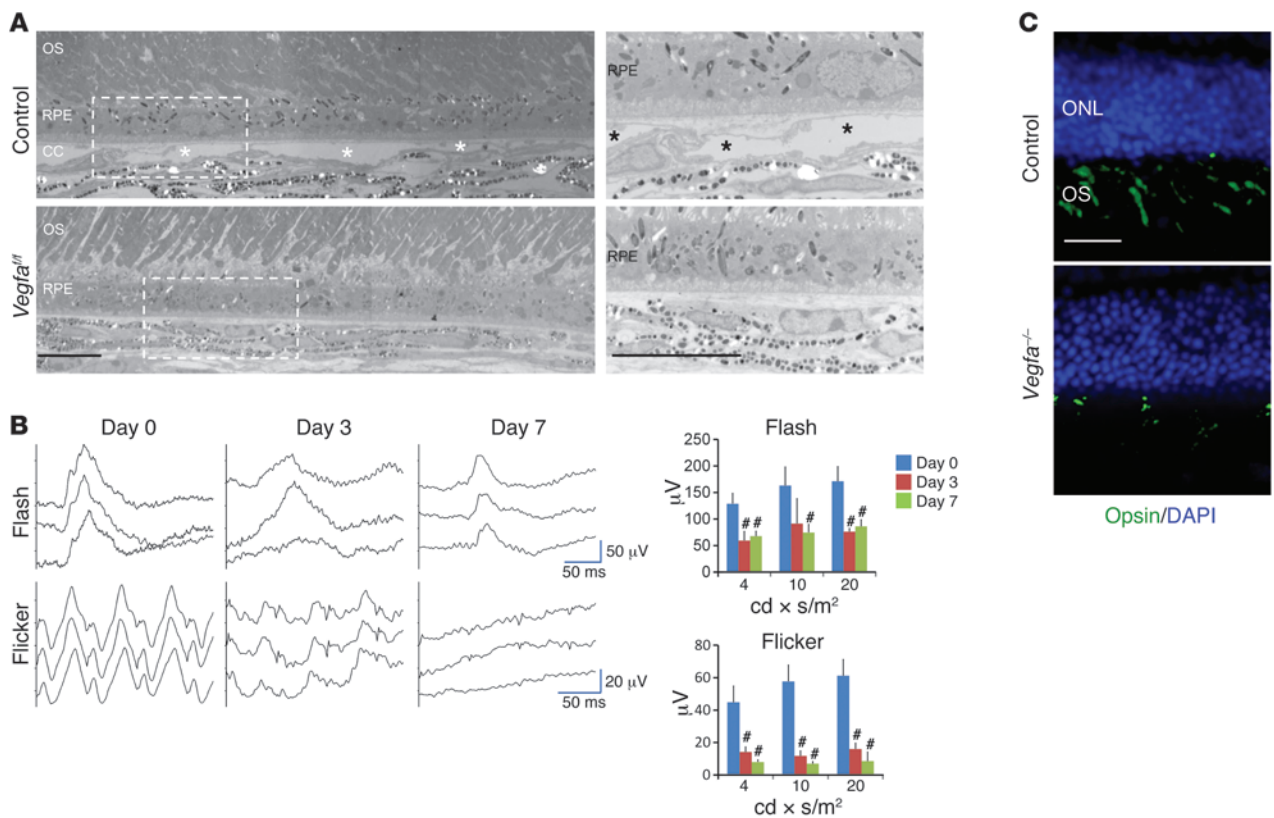 A
Control
OS
RPE
CC
*
*
*
RPE
*
*
*
Vegfa^f/f
OS
RPE
RPE
B
Day 0
Day 3
Day 7
Flash
50 µV
50 ms
Flicker
20 µV
50 ms
Flash
µV
250
200
150
100
50
0
# #
#
# #
4 10 20
cd × s/m²
Day 0
Day 3
Day 7
Flicker
µV
80
60
40
20
0
# #
# #
# #
4 10 20
cd × s/m²
C
Control
ONL
OS
Vegfa^-/-
Opsin/DAPI